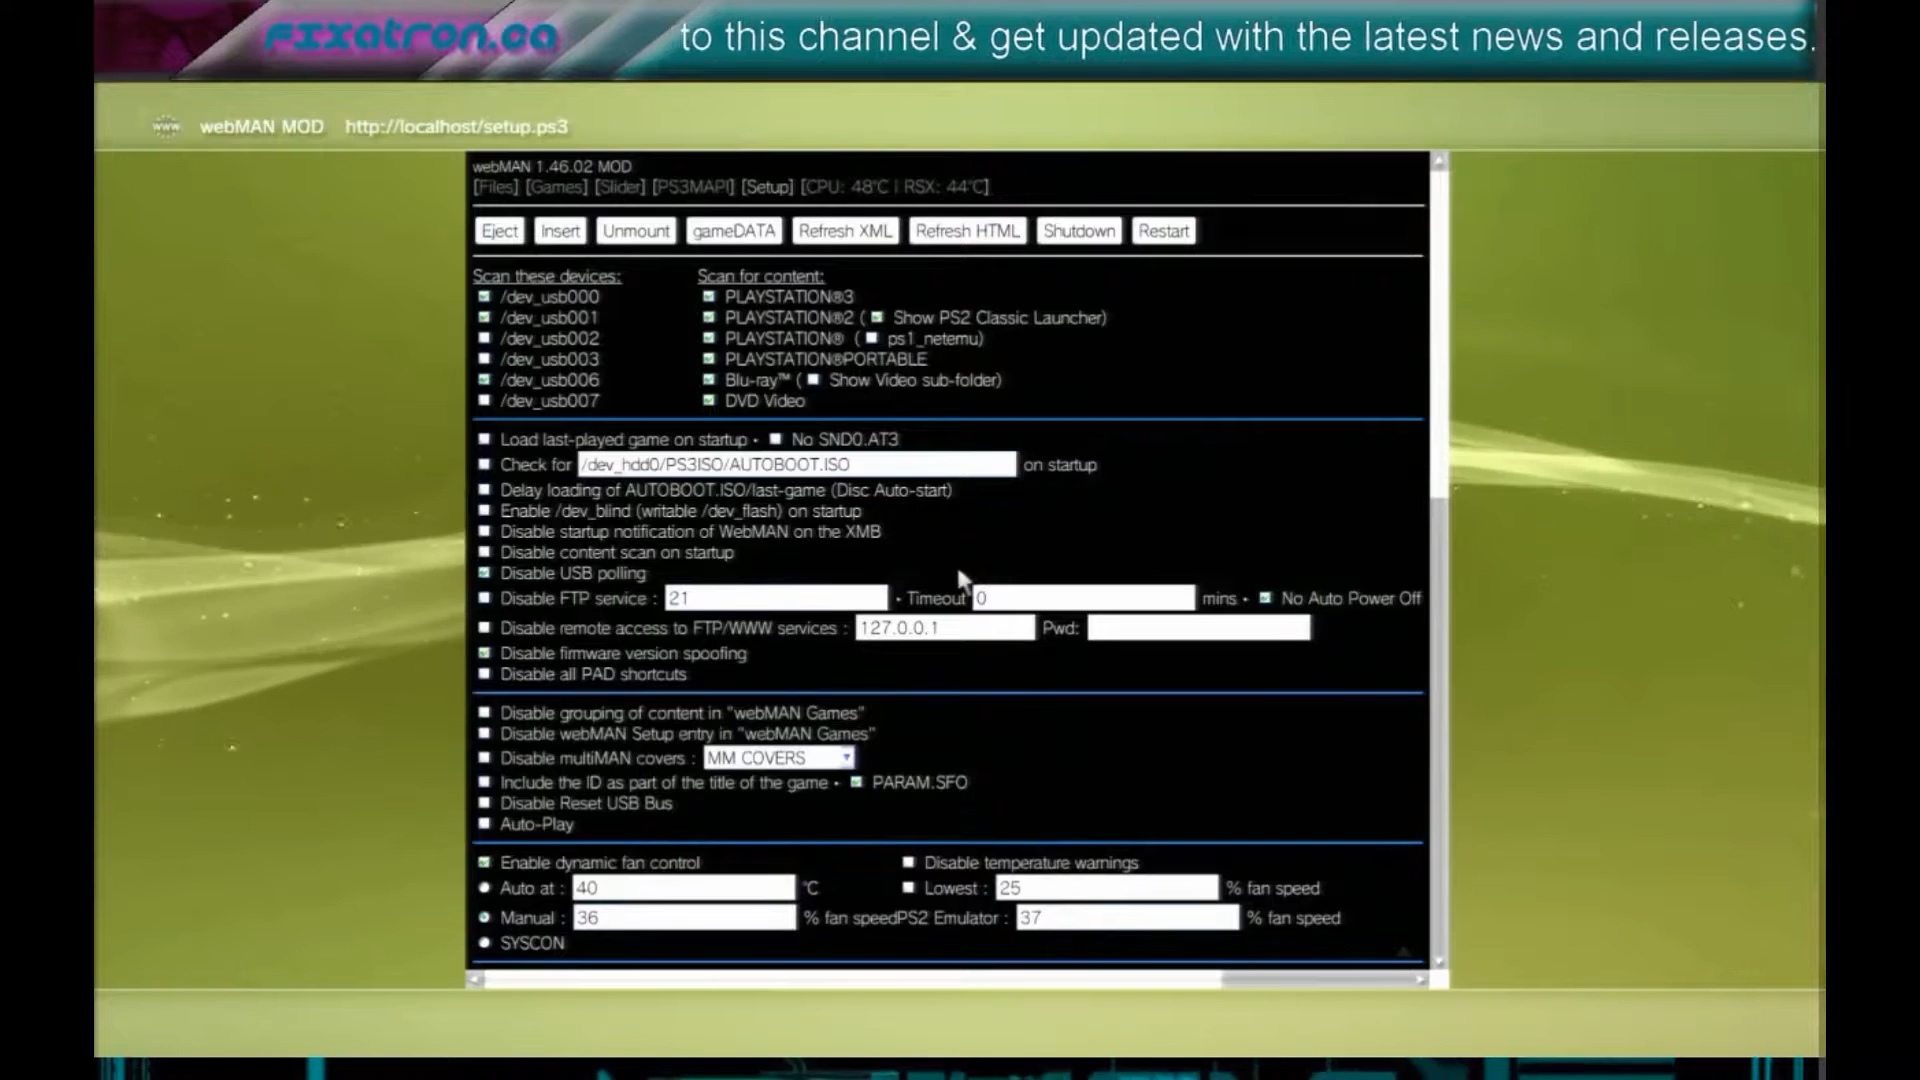 fixatron.ca
to this channel & get updated with the latest news and releases.
webMAN MOD http://localhost/setup.ps3
webMAN 1.46.02 MOD
[Files] [Games] [Slider] [PS3MAPI] [Setup] [CPU: 48°C | RSX: 44°C]
Eject Insert Unmount gameDATA Refresh XML Refresh HTML Shutdown Restart
Scan these devices: Scan for content:
/dev_usb000 PLAYSTATION®3
/dev_usb001 PLAYSTATION®2 ( Show PS2 Classic Launcher)
/dev_usb002 PLAYSTATION® ( ps1_netemu)
/dev_usb003 PLAYSTATION®PORTABLE
/dev_usb006 Blu-ray™ ( Show Video sub-folder)
/dev_usb007 DVD Video
Load last-played game on startup • No SND0.AT3
Check for /dev_hdd0/PS3ISO/AUTOBOOT.ISO on startup
Delay loading of AUTOBOOT.ISO/last-game (Disc Auto-start)
Enable /dev_blind (writable /dev_flash) on startup
Disable startup notification of WebMAN on the XMB
Disable content scan on startup
Disable USB polling
Disable FTP service : 21 • Timeout 0 mins • No Auto Power Off
Disable remote access to FTP/WWW services : 127.0.0.1 Pwd:
Disable firmware version spoofing
Disable all PAD shortcuts
Disable grouping of content in "webMAN Games"
Disable webMAN Setup entry in "webMAN Games"
Disable multiMAN covers : MM COVERS
Include the ID as part of the title of the game • PARAM.SFO
Disable Reset USB Bus
Auto-Play
Enable dynamic fan control Disable temperature warnings
Auto at : 40 °C Lowest : 25 % fan speed
Manual : 36 % fan speedPS2 Emulator : 37 % fan speed
SYSCON